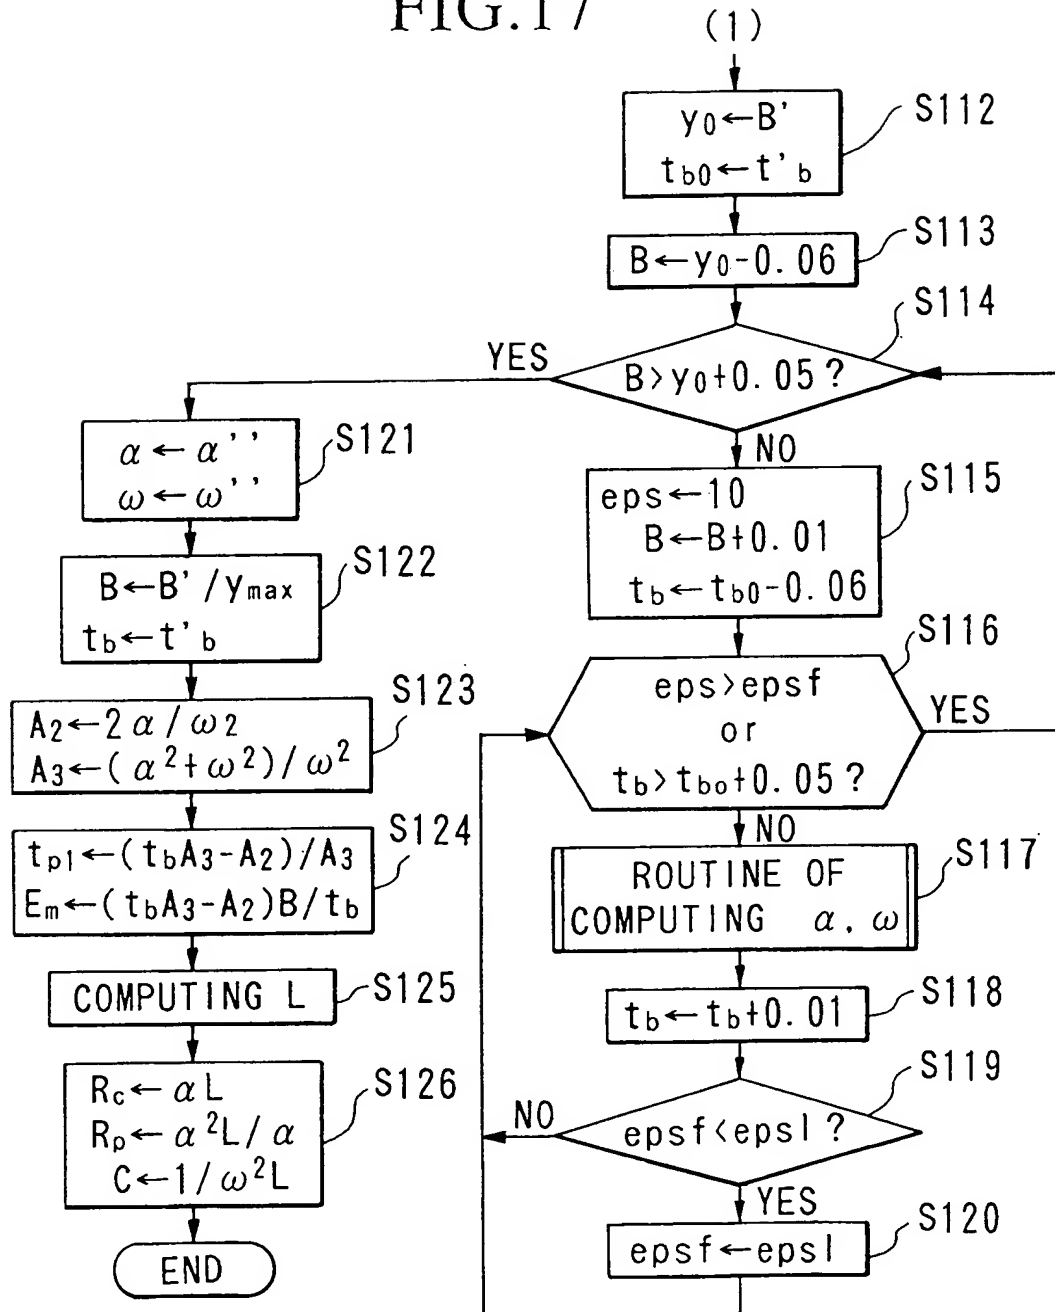 FIG.17
(1)
y0←B'
tb0←t'b
S112
B←y0-0.06
S113
S114
B>y0+0.05?
YES
NO
eps←10
B←B+0.01
tb←tb0-0.06
S115
S116
eps>epsf
or
tb>tbo+0.05?
YES
NO
ROUTINE OF
COMPUTING α, ω
S117
tb←tb+0.01
S118
S119
epsf<epsl?
NO
YES
epsf←epsl
S120
α←α''
ω←ω''
S121
B←B'/ymax
tb←t'b
S122
A2←2α/ω2
A3←(α²+ω²)/ω²
S123
tp1←(tbA3-A2)/A3
Em←(tbA3-A2)B/tb
S124
COMPUTING L
S125
Rc←αL
Rp←α²L/α
C←1/ω²L
S126
END